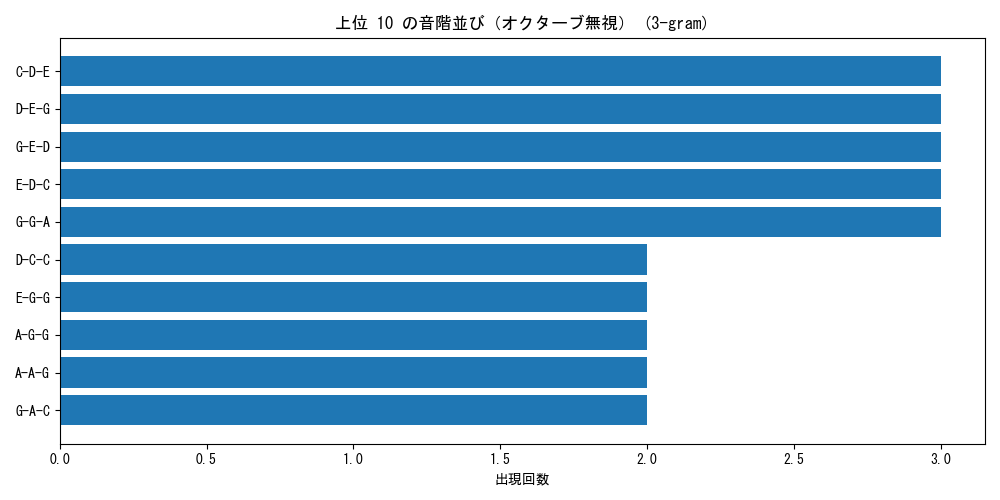 上位 10 の音階並び (オクターブ無視) (3-gram)
C-D-E
D-E-G
G-E-D
E-D-C
G-G-A
D-C-C
E-G-G
A-G-G
A-A-G
G-A-C
0.0 0.5 1.0 1.5 2.0 2.5 3.0
出現回数